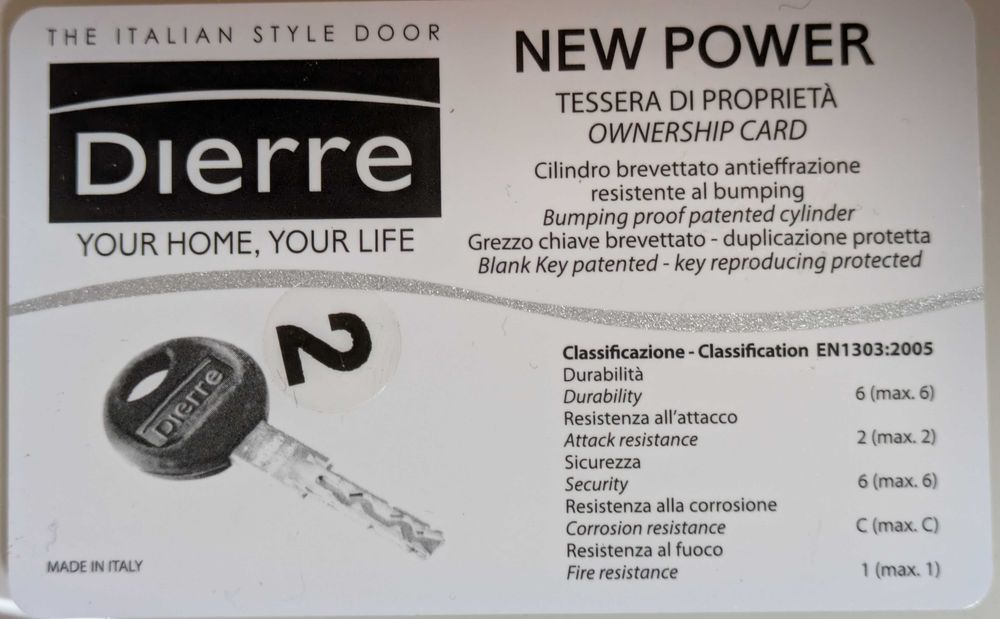 THE ITALIAN STYLE DOOR
Dierre
YOUR HOME, YOUR LIFE
NEW POWER
TESSERA DI PROPRIETÀ
OWNERSHIP CARD
Cilindro brevettato antieffrazione
resistente al bumping
Bumping proof patented cylinder
Grezzo chiave brevettato - duplicazione protetta
Blank Key patented - key reproducing protected
2
Dierre
MADE IN ITALY
Classificazione - Classification EN1303:2005
Durabilità
Durability 6 (max. 6)
Resistenza all'attacco
Attack resistance 2 (max. 2)
Sicurezza
Security 6 (max. 6)
Resistenza alla corrosione
Corrosion resistance C (max. C)
Resistenza al fuoco
Fire resistance 1 (max. 1)